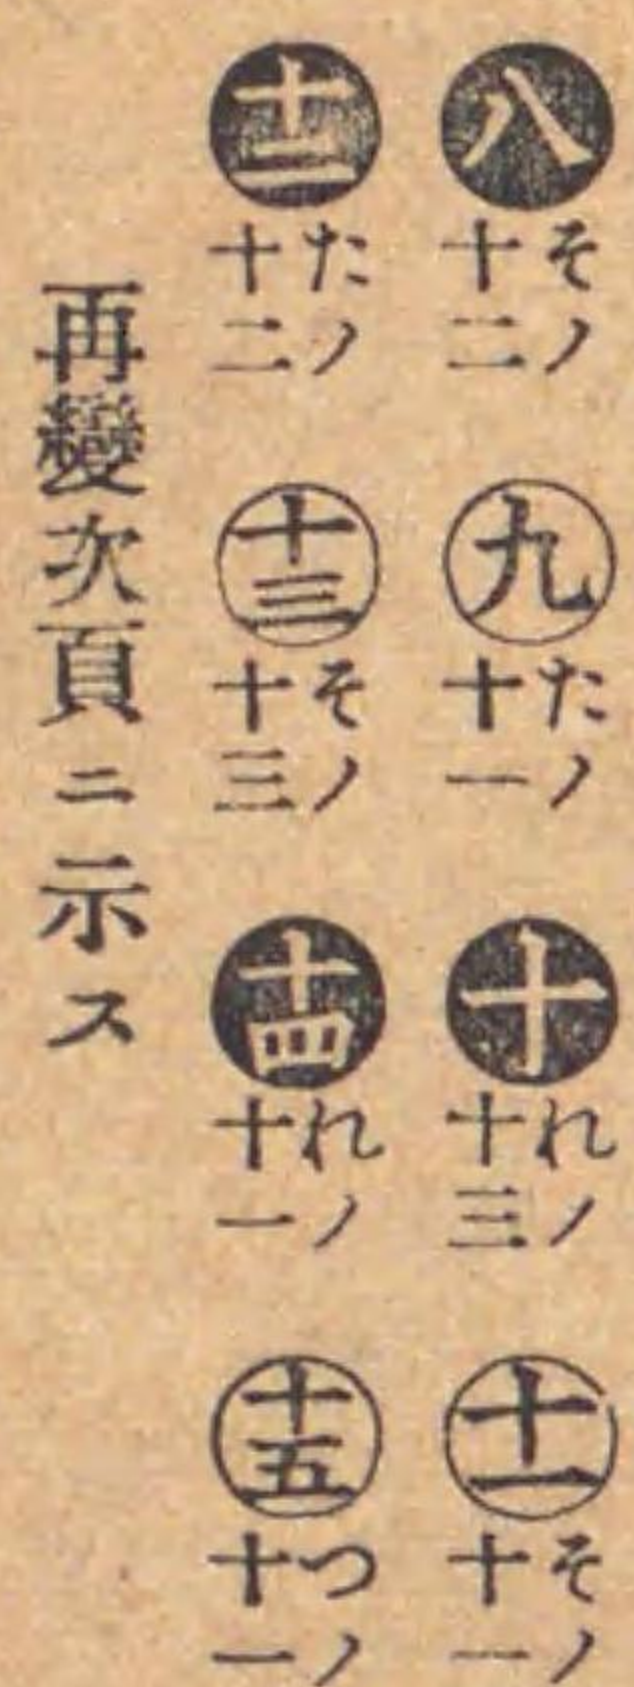 八 その十二 九 たノ十一 十 れノ十三 十一 そノ十一
十二 たノ十二 十三 そノ十三 十四 れノ十一 十五 つノ十一
再變次頁ニ示ス